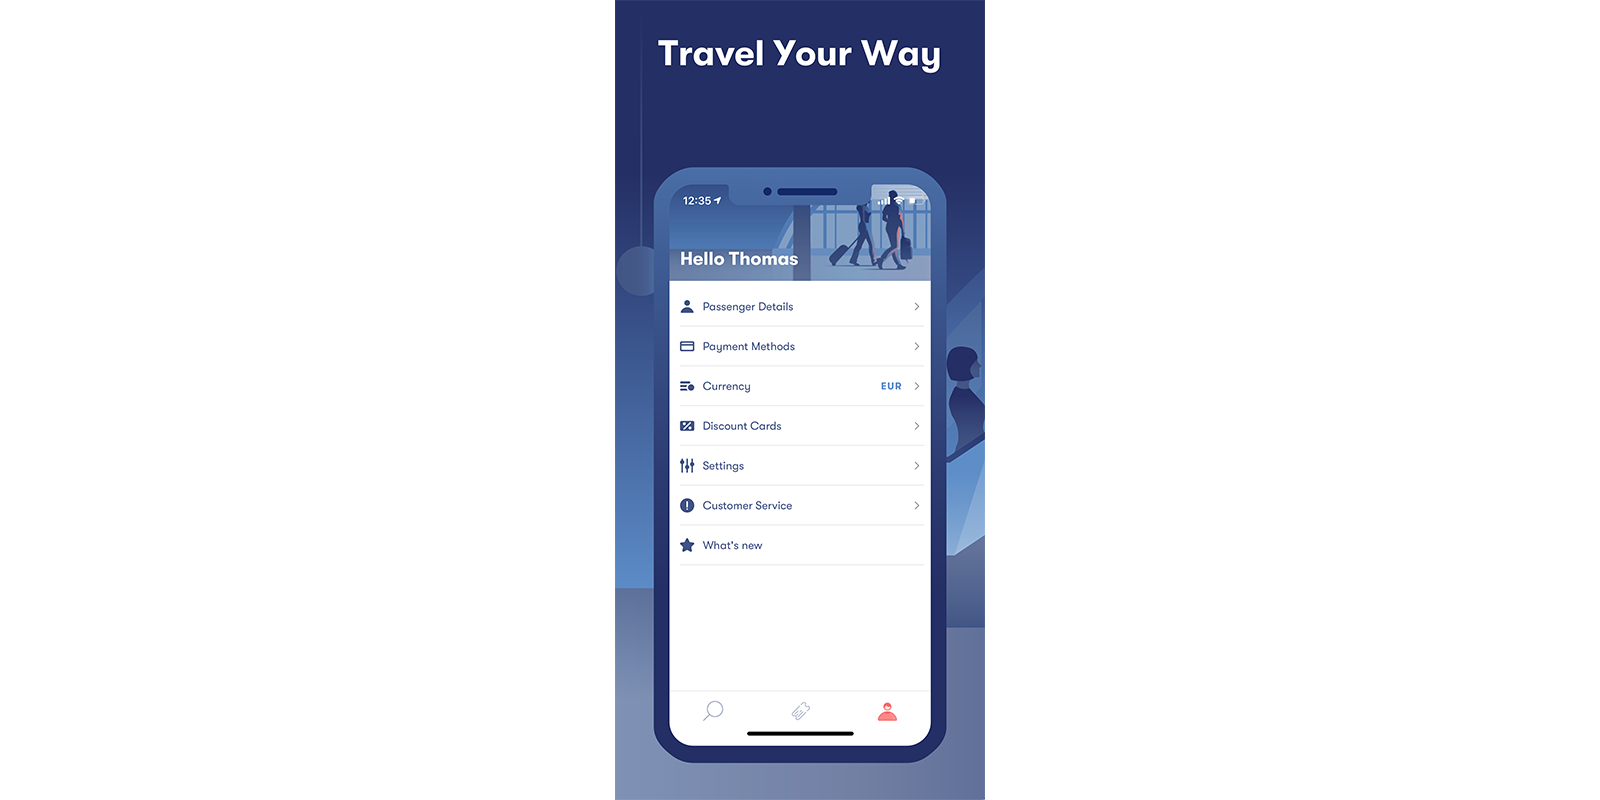 Travel Your Way
12:35
Hello Thomas
Passenger Details
Payment Methods
Currency EUR
Discount Cards
Settings
Customer Service
What's new